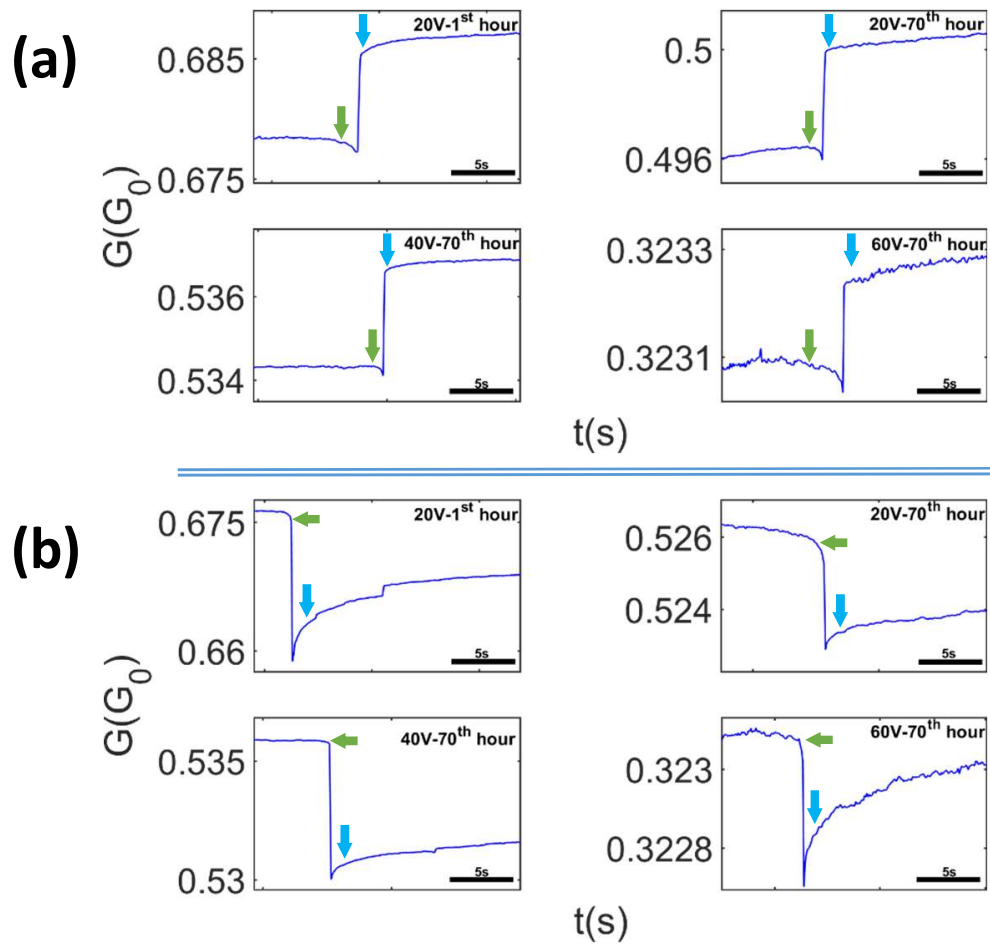 (a)
G(G0)
20V-1st hour
0.685
0.675
5s
20V-70th hour
0.5
0.496
5s
40V-70th hour
0.536
0.534
5s
60V-70th hour
0.3233
0.3231
5s
t(s)
(b)
G(G0)
20V-1st hour
0.675
0.66
5s
20V-70th hour
0.526
0.524
5s
40V-70th hour
0.535
0.53
5s
60V-70th hour
0.323
0.3228
5s
t(s)